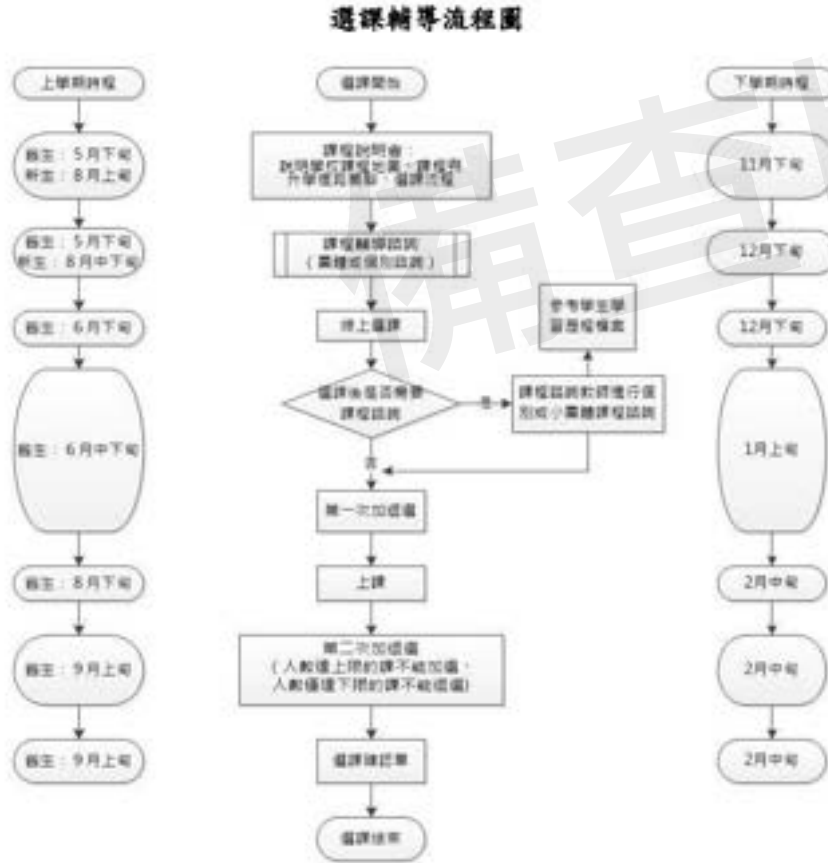 選課輔導流程圖
上學期時程
選課開始
下學期時程
舊生：5月下旬
新生：8月上旬
課程說明會：
說明學校課程地圖、課程與
升學進路關聯、選課流程
11月下旬
舊生：5月下旬
新生：8月中下旬
課程輔導諮詢
（團體或個別諮詢）
12月下旬
舊生：6月下旬
線上選課
參考學生學
習歷程檔案
12月下旬
舊生：6月中下旬
選課後是否需要
課程諮詢
是
課程諮詢教師進行個
別或小團體課程諮詢
1月上旬
否
第一次加退選
舊生：8月下旬
上課
2月中旬
舊生：9月上旬
第二次加退選
（人數達上限的課不能加選、
人數僅達下限的課不能退選）
2月中旬
舊生：9月上旬
選課確認單
2月中旬
選課結束
備查